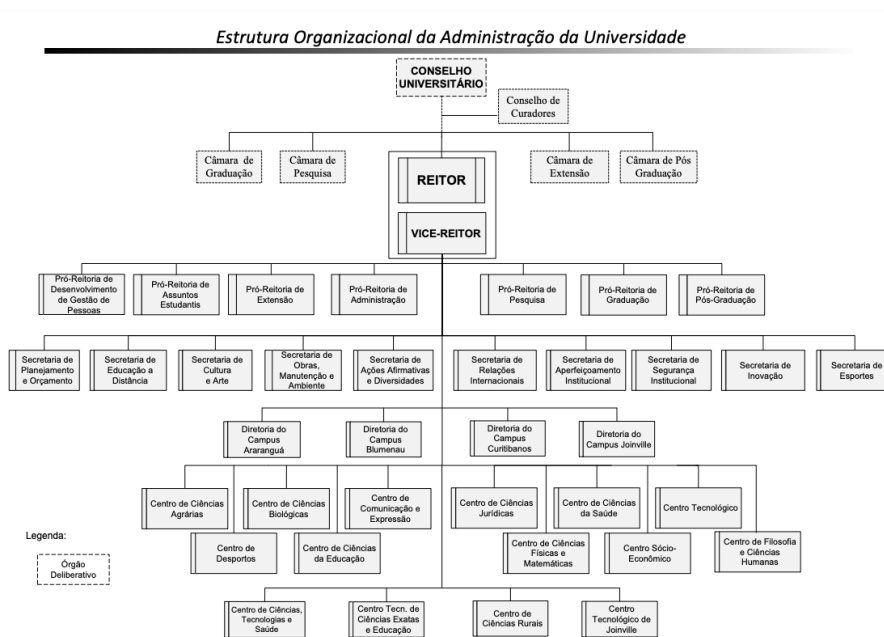 Estrutura Organizacional da Administração da Universidade
CONSELHO
UNIVERSITÁRIO
Conselho de
Curadores
Câmara de
Graduação
Câmara de
Pesquisa
Câmara de
Extensão
Câmara de Pós
Graduação
REITOR
VICE-REITOR
Pró-Reitoria de
Desenvolvimento
de Gestão de
Pessoas
Pró-Reitoria de
Assuntos
Estudantis
Pró-Reitoria de
Extensão
Pró-Reitoria de
Administração
Pró-Reitoria de
Pesquisa
Pró-Reitoria de
Graduação
Pró-Reitoria de
Pós-Graduação
Secretaria de
Planejamento
e Orçamento
Secretaria de
Educação a
Distância
Secretaria de
Cultura
e Arte
Secretaria de
Obras,
Manutenção e
Ambiente
Secretaria de
Ações Afirmativas
e Diversidades
Secretaria de
Relações
Internacionais
Secretaria de
Aperfeiçoamento
Institucional
Secretaria de
Segurança
Institucional
Secretaria de
Inovação
Secretaria de
Esportes
Diretoria do
Campus
Araranguá
Diretoria do
Campus
Blumenau
Diretoria do
Campus
Curitibanos
Diretoria do
Campus Joinville
Centro de Ciências
Agrárias
Centro de Ciências
Biológicas
Centro de
Comunicação e
Expressão
Centro de Ciências
Jurídicas
Centro de Ciências
da Saúde
Centro Tecnológico
Centro de
Desportos
Centro de Ciências
da Educação
Centro de Ciências
Físicas e
Matemáticas
Centro Sócio-
Econômico
Centro de Filosofia
e Ciências
Humanas
Legenda:
Órgão
Deliberativo
Centro de Ciências,
Tecnologias e
Saúde
Centro Tecn. de
Ciências Exatas
e Educação
Centro de
Ciências Rurais
Centro
Tecnológico de
Joinville